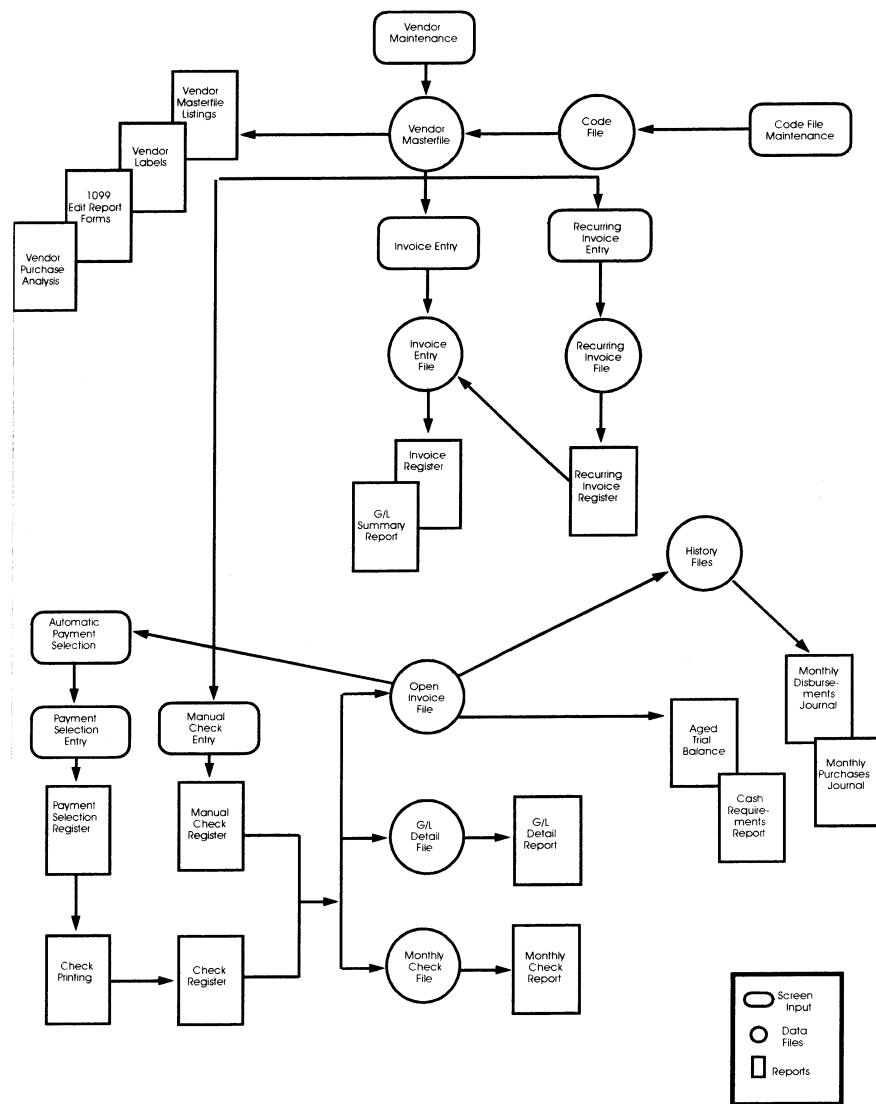 Vendor
Maintenance
Vendor
Masterfile
Listings
Vendor
Masterfile
Code
File
Code File
Maintenance
Vendor
Labels
1099
Edit Report
Forms
Vendor
Purchase
Analysis
Invoice Entry
Recurring
Invoice
Entry
Invoice
Entry
File
Recurring
Invoice File
Invoice
Register
G/L
Summary
Report
Recurring
Invoice
Register
History
Files
Automatic
Payment
Selection
Open
Invoice
File
Monthly
Disburse-
ments
Journal
Payment
Selection
Entry
Manual
Check
Entry
Aged
Trial
Balance
Monthly
Purchases
Journal
Payment
Selection
Register
Manual
Check
Register
G/L
Detail
File
G/L
Detail
Report
Cash
Require-
ments
Report
Check
Printing
Check
Register
Monthly
Check
File
Monthly
Check
Report
Screen
Input
Data
Files
Reports